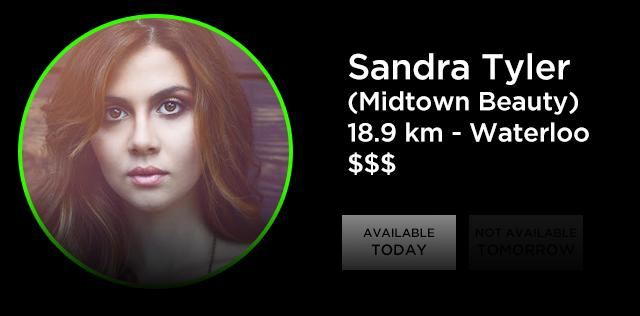 Sandra Tyler
(Midtown Beauty)
18.9 km - Waterloo
$$$
AVAILABLE
TODAY
NOT AVAILABLE
TOMORROW